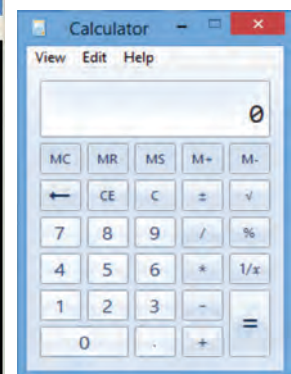 Calculator
View Edit Help
0
MC MR MS M+ M-
← CE C ± √
7 8 9 / %
4 5 6 * 1/x
1 2 3 - =
0 . +